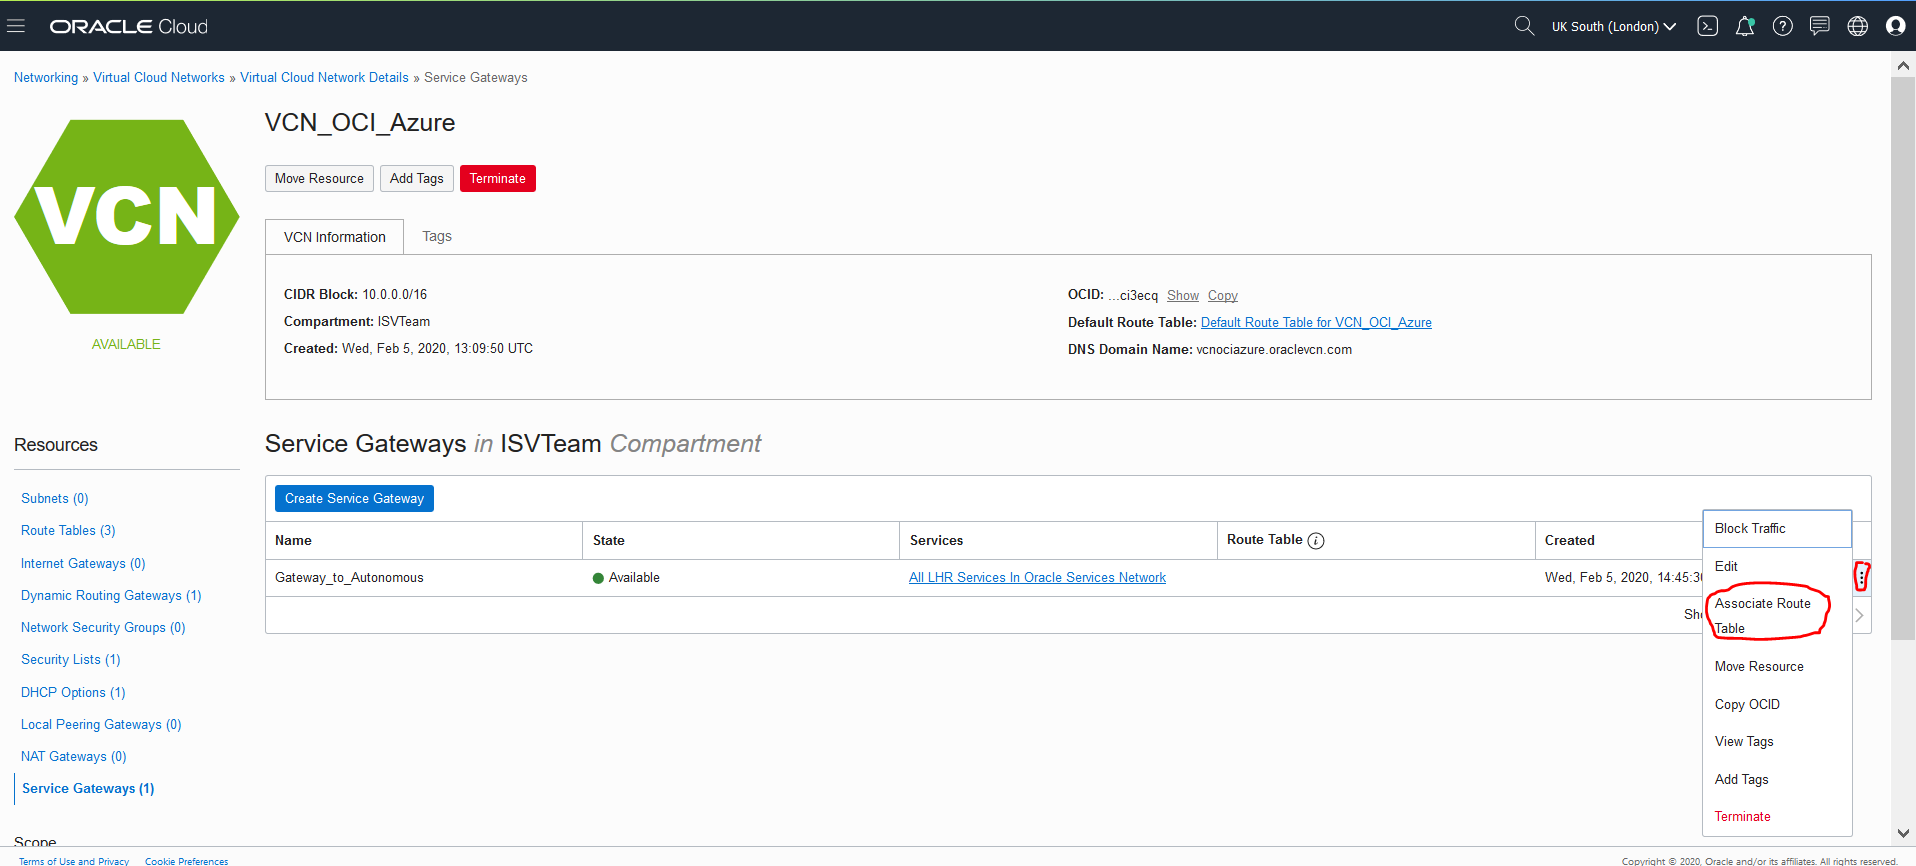 ORACLE Cloud
UK South (London)
Networking » Virtual Cloud Networks » Virtual Cloud Network Details » Service Gateways
VCN
AVAILABLE
VCN_OCI_Azure
Move Resource Add Tags Terminate
VCN Information Tags
CIDR Block: 10.0.0.0/16
Compartment: ISVTeam
Created: Wed, Feb 5, 2020, 13:09:50 UTC
OCID: ...ci3ecq Show Copy
Default Route Table: Default Route Table for VCN_OCI_Azure
DNS Domain Name: vcnociazure.oraclevcn.com
Resources
Subnets (0)
Route Tables (3)
Internet Gateways (0)
Dynamic Routing Gateways (1)
Network Security Groups (0)
Security Lists (1)
DHCP Options (1)
Local Peering Gateways (0)
NAT Gateways (0)
Service Gateways (1)
Scope
Service Gateways in ISVTeam Compartment
Create Service Gateway
Name State Services Route Table i Created
Gateway_to_Autonomous Available All LHR Services In Oracle Services Network Wed, Feb 5, 2020, 14:45:3
Block Traffic
Edit
Associate Route
Table
Move Resource
Copy OCID
View Tags
Add Tags
Terminate
Terms of Use and Privacy Cookie Preferences
Copyright © 2020, Oracle and/or its affiliates. All rights reserved.